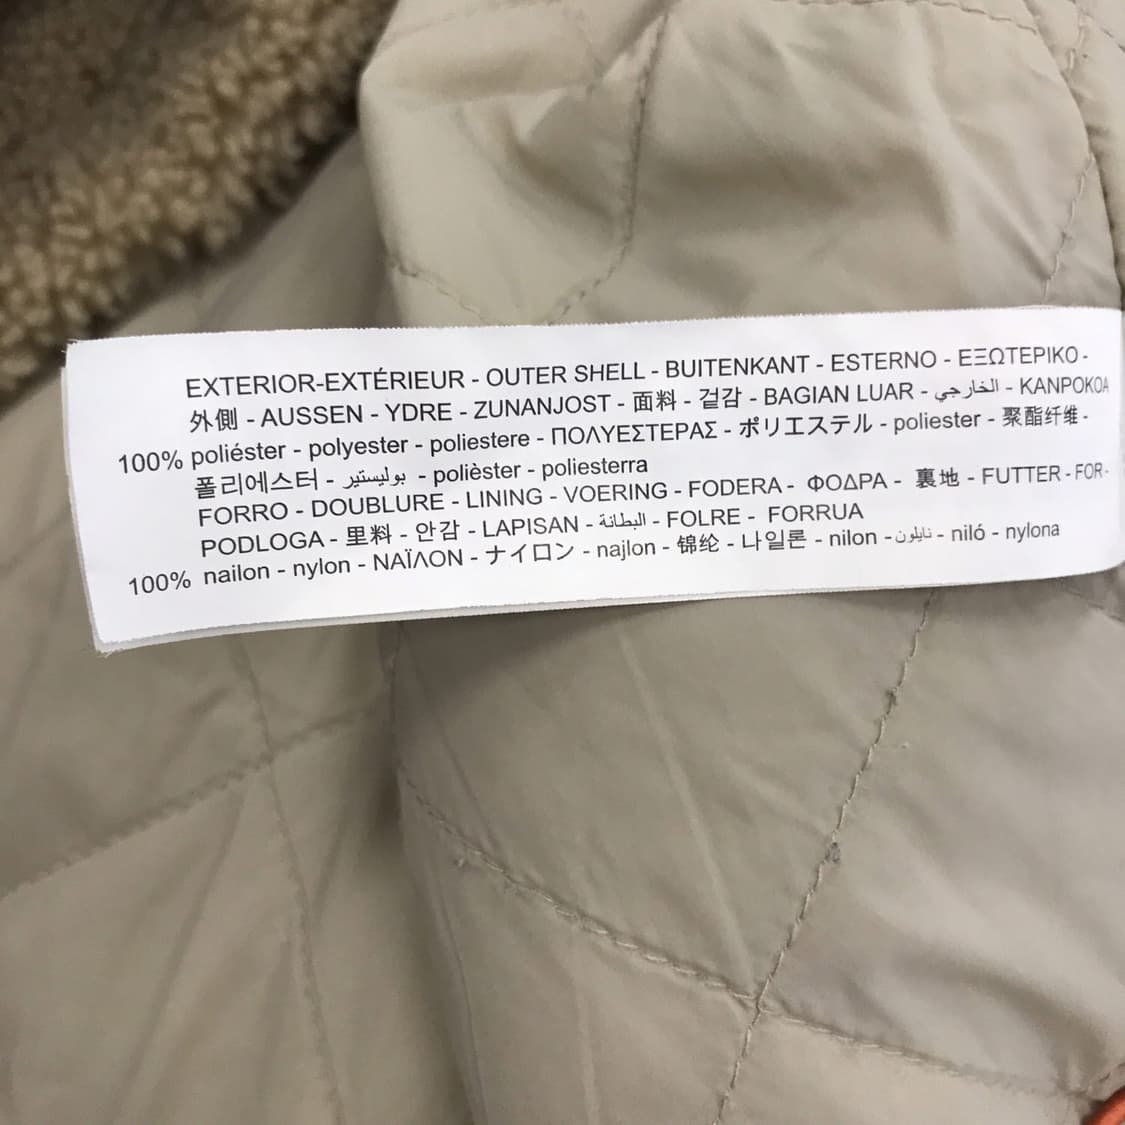 EXTERIOR-EXTÉRIEUR - OUTER SHELL - BUITENKANT - ESTERNO - ΕΞΩΤΕΡΙΚΟ -
外側 - AUSSEN - YDRE - ZUNANJOST - 面料 - 겉감 - BAGIAN LUAR - الخارجي - KANPOKOA
100% poliéster - polyester - poliestere - ΠΟΛΥΕΣΤΕΡΑΣ - ポリエステル - poliester - 聚酯纤维 -
폴리에스터 - بوليستير - polièster - poliesterra
FORRO - DOUBLURE - LINING - VOERING - FODERA - ΦΟΔΡΑ - 裏地 - FUTTER - FOR-
PODLOGA - 里料 - 안감 - LAPISAN - البطانة - FOLRE - FORRUA
100% nailon - nylon - ΝΑΪΛΟΝ - ナイロン - najlon - 锦纶 - 나일론 - nilon - نايلون - niló - nylona